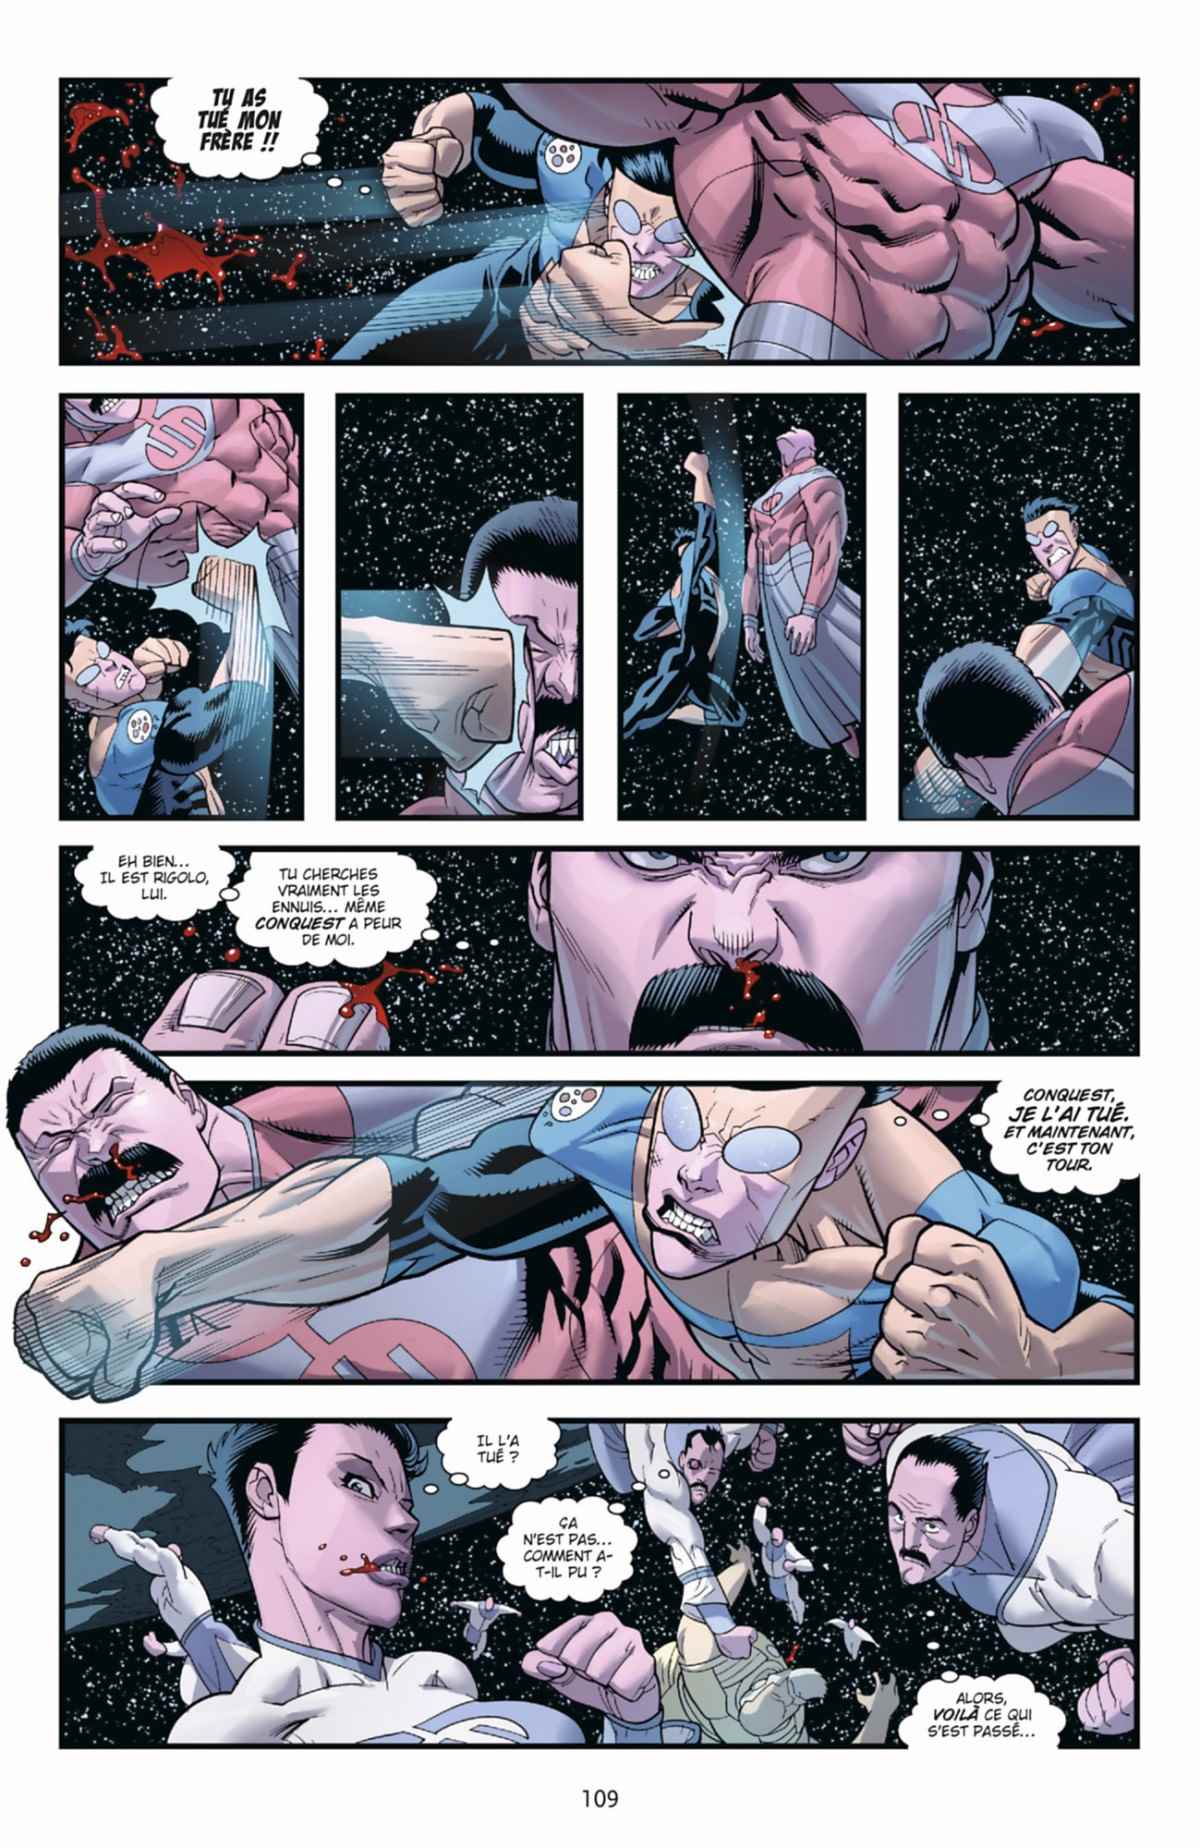 TU AS
TUÉ MON
FRÈRE !!
EH BIEN...
IL EST RIGOLO,
LUI.
TU CHERCHES
VRAIMENT LES
ENNUIS... MÊME
CONQUEST A PEUR
DE MOI.
CONQUEST,
JE L'AI TUÉ.
ET MAINTENANT,
C'EST TON
TOUR.
IL L'A
TUÉ ?
ÇA
N'EST PAS...
COMMENT A-
T-IL PU ?
ALORS,
VOILÀ CE QUI
S'EST PASSÉ...
109